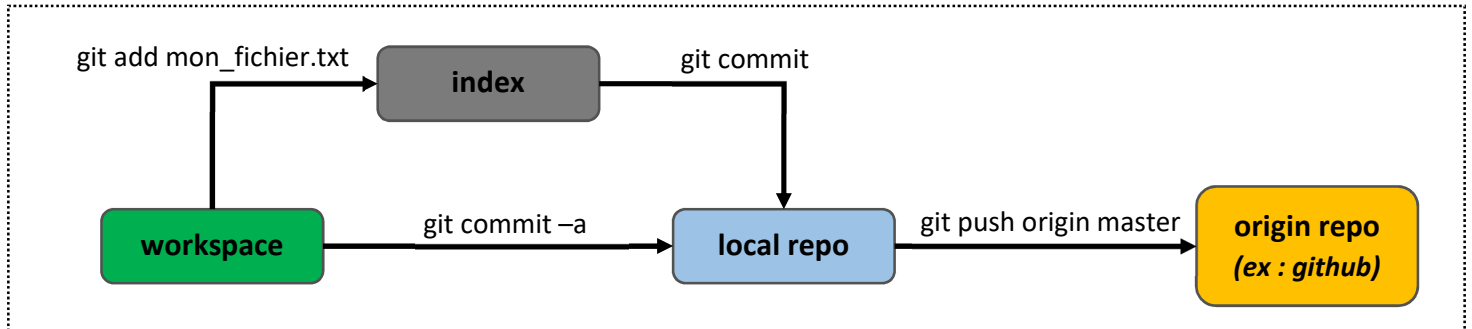 git add mon_fichier.txt
index
git commit
workspace
git commit –a
local repo
git push origin master
origin repo
(ex : github)